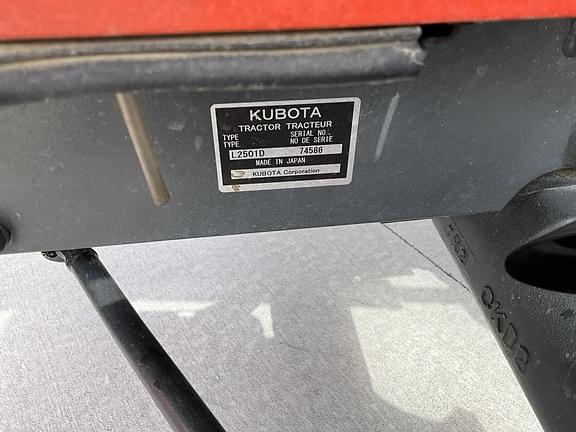 KUBOTA
TRACTOR TRACTEUR
TYPE SERIAL NO.
TYPE NO DE SERIE
L2501D 74586
MADE IN JAPAN
KUBOTA Corporation